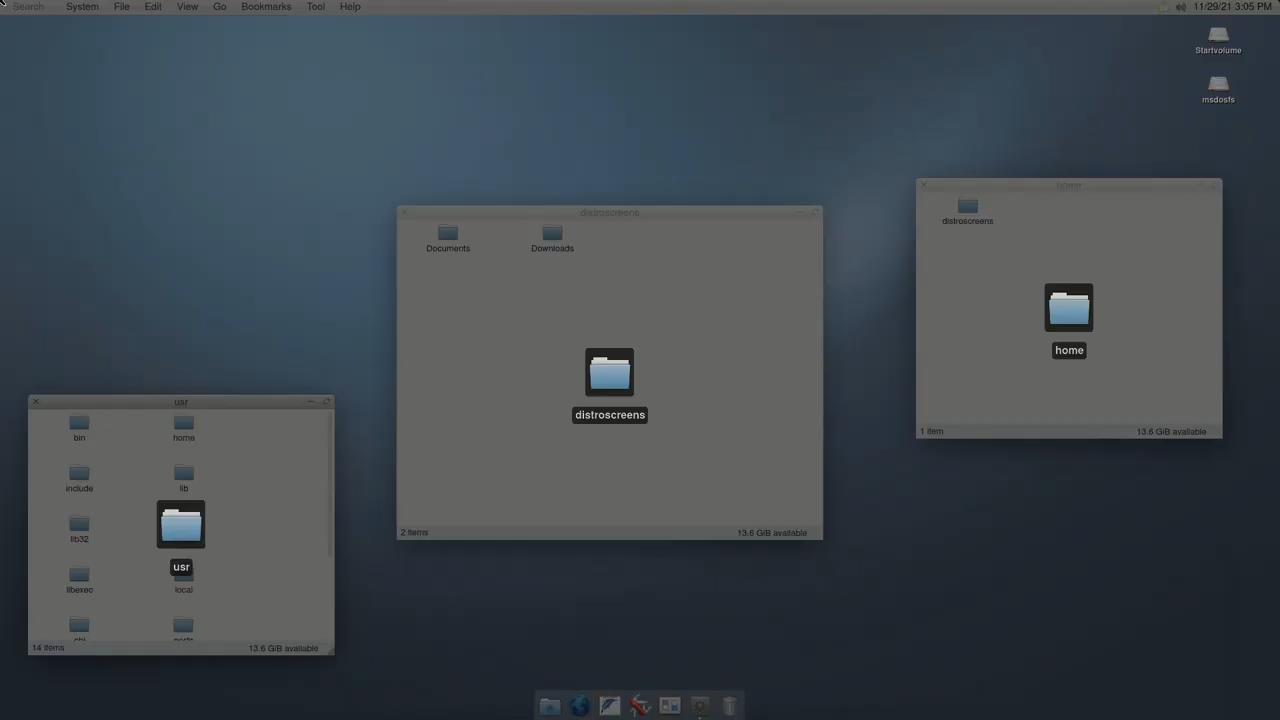 Search System File Edit View Go Bookmarks Tool Help 11/29/21 3:05 PM
Startvolume
msdosfs
home
distroscreens
home
1 item 13.6 GiB available
distroscreens
Documents Downloads
distroscreens
2 items 13.6 GiB available
usr
bin home
include lib
lib32
usr
libexec local
14 items 13.6 GiB available